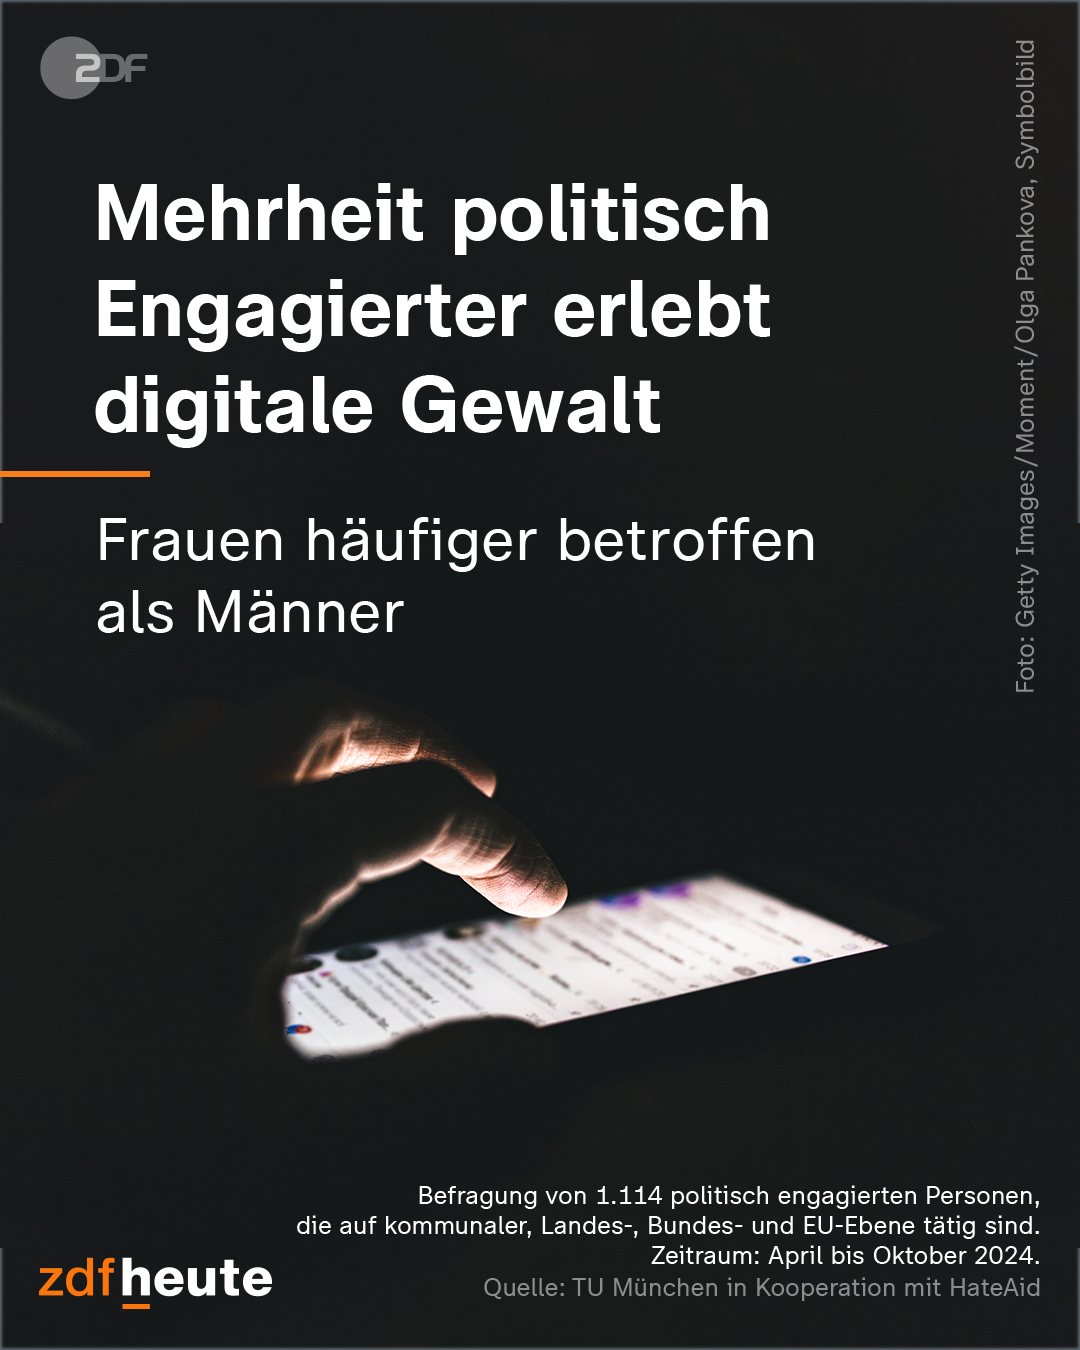 ZDF
Mehrheit politisch
Engagierter erlebt
digitale Gewalt
Frauen häufiger betroffen
als Männer
Foto: Getty Images/Moment/Olga Pankova, Symbolbild
Befragung von 1.114 politisch engagierten Personen,
die auf kommunaler, Landes-, Bundes- und EU-Ebene tätig sind.
Zeitraum: April bis Oktober 2024.
Quelle: TU München in Kooperation mit HateAid
zdfheute